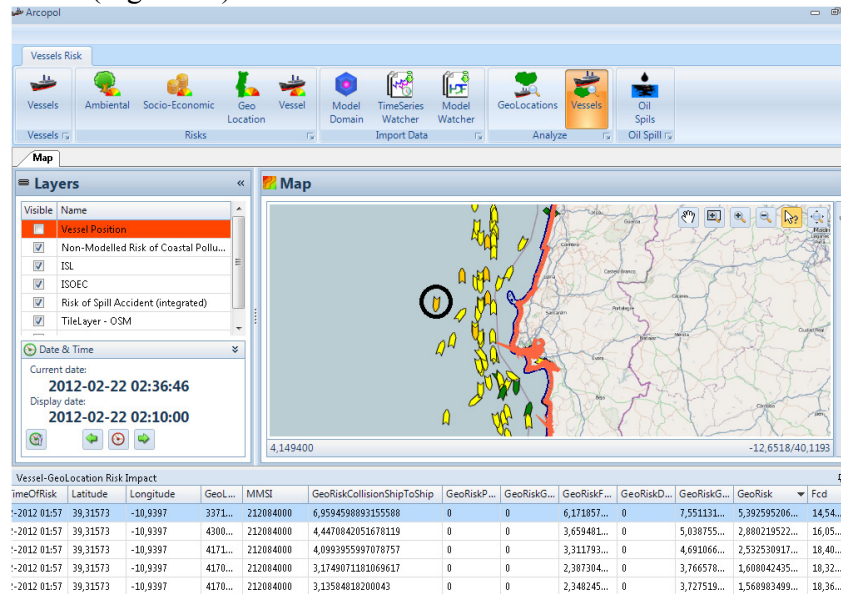 Arcopol
Vessels Risk
Vessels
Ambiental
Socio-Economic
Geo Location
Vessel
Model Domain
TimeSeries Watcher
Model Watcher
GeoLocations
Vessels
Oil Spils
Vessels
Risks
Import Data
Analyze
Oil Spill
Map
Layers
«
Map
Visible Name
Vessel Position
Non-Modelled Risk of Coastal Pollu...
ISL
ISOEC
Risk of Spill Accident (integrated)
TileLayer - OSM
Date & Time
Current date:
2012-02-22 02:36:46
Display date:
2012-02-22 02:10:00
4,149400
-12,6518/40,1193
Vessel-GeoLocation Risk Impact
TimeOfRisk Latitude Longitude GeoL... MMSI GeoRiskCollisionShipToShip GeoRiskP... GeoRiskG... GeoRiskF... GeoRiskD... GeoRiskG... GeoRisk Fcd
2-2012 01:57 39,31573 -10,9397 3371... 212084000 6,9594598893155588 0 0 6,171857... 0 7,551131... 5,392595206... 14,54
2-2012 01:57 39,31573 -10,9397 4300... 212084000 4,4470842051678119 0 0 3,659481... 0 5,038755... 2,880219522... 16,05
2-2012 01:57 39,31573 -10,9397 4171... 212084000 4,0993955997078757 0 0 3,311793... 0 4,691066... 2,532530917... 18,40
2-2012 01:57 39,31573 -10,9397 4170... 212084000 3,1749071181069617 0 0 2,387304... 0 3,766578... 1,608042435... 18,32
2-2012 01:57 39,31573 -10,9397 4170... 212084000 3,13584818200043 0 0 2,348245... 0 3,727519... 1,568983499... 18,36